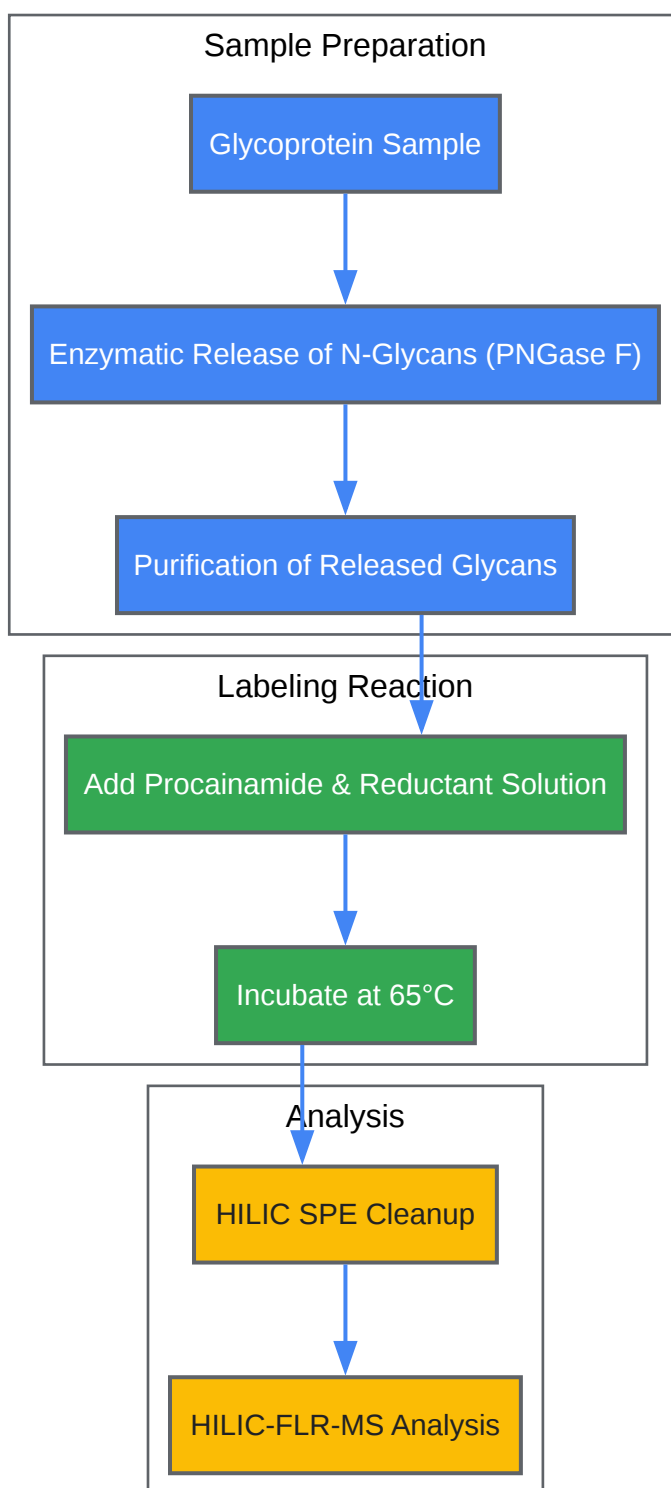 Sample Preparation
Glycoprotein Sample
Enzymatic Release of N-Glycans (PNGase F)
Purification of Released Glycans
Labeling Reaction
Add Procainamide & Reductant Solution
Incubate at 65°C
Analysis
HILIC SPE Cleanup
HILIC-FLR-MS Analysis